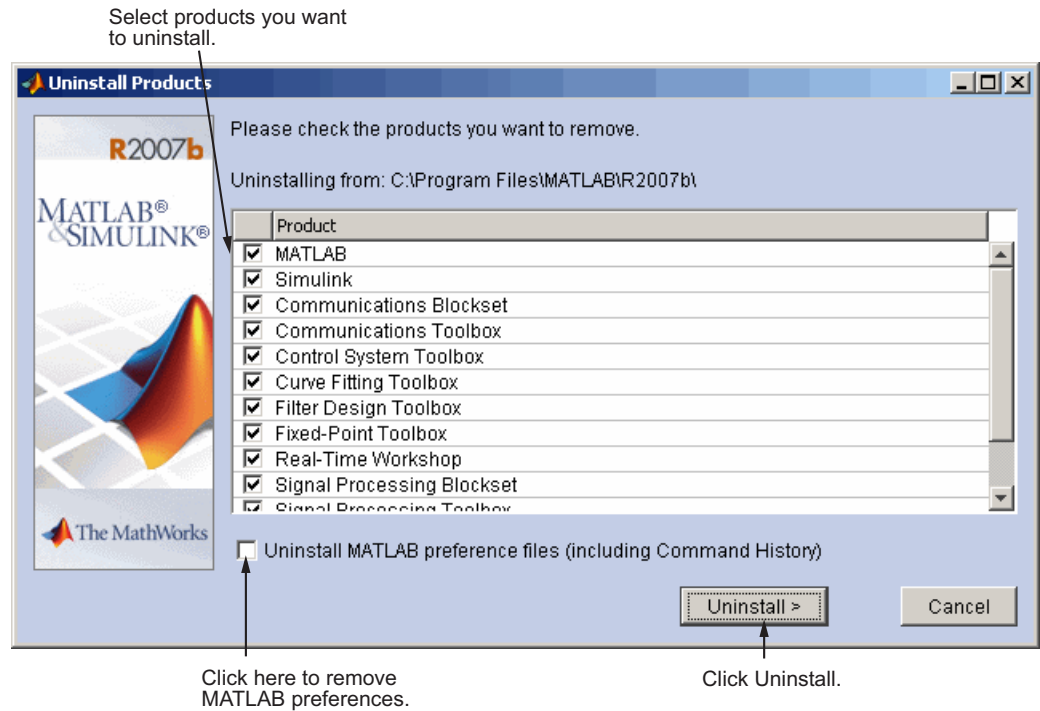 Select products you want
to uninstall.
Uninstall Products
R2007b
MATLAB®
&SIMULINK®
The MathWorks
Please check the products you want to remove.
Uninstalling from: C:\Program Files\MATLAB\R2007b\
Product
MATLAB
Simulink
Communications Blockset
Communications Toolbox
Control System Toolbox
Curve Fitting Toolbox
Filter Design Toolbox
Fixed-Point Toolbox
Real-Time Workshop
Signal Processing Blockset
Signal Processing Toolbox
Uninstall MATLAB preference files (including Command History)
Uninstall >
Cancel
Click here to remove
MATLAB preferences.
Click Uninstall.